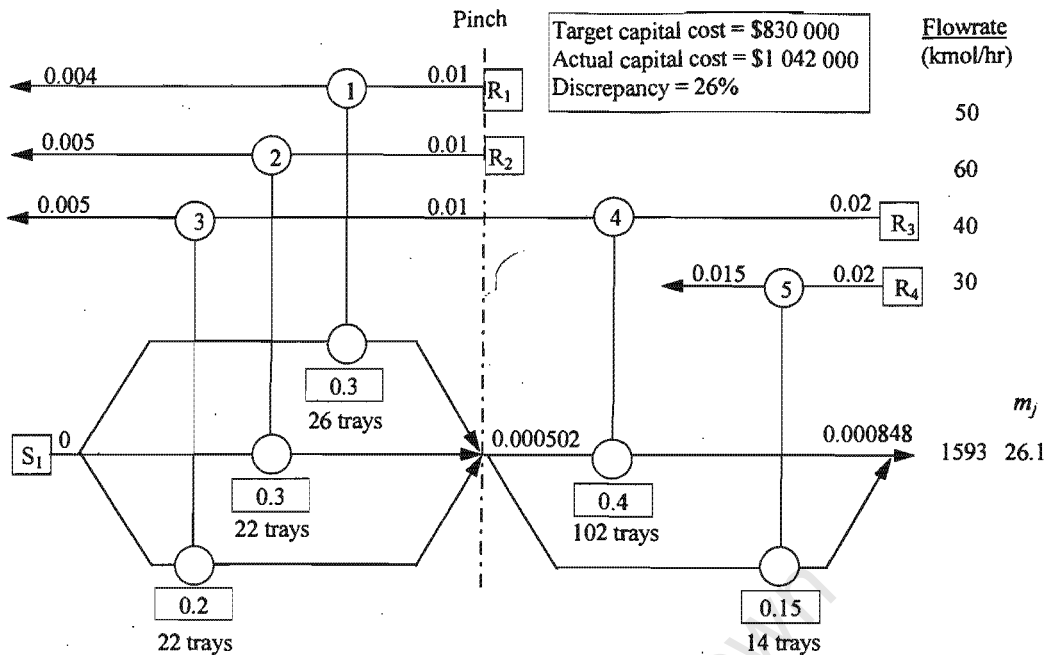 Pinch
Target capital cost = $830 000
Actual capital cost = $1 042 000
Discrepancy = 26%
Flowrate
(kmol/hr)
0.004 1 0.01 R1 50
0.005 2 0.01 R2 60
0.005 3 0.01 4 0.02 R3 40
0.015 5 0.02 R4 30
0.3
26 trays
mj
S1 0 0.000502 0.000848 1593 26.1
0.3 0.4
22 trays 102 trays
0.2 0.15
22 trays 14 trays
own